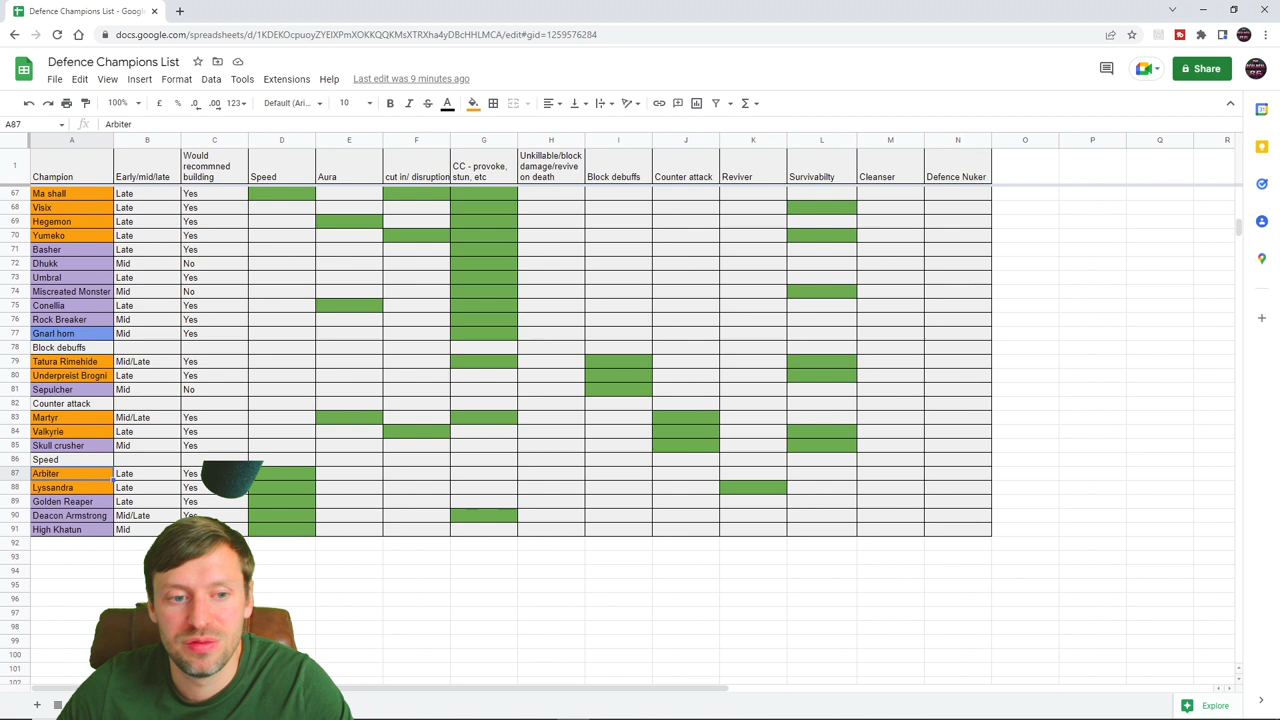 Defence Champions List - Google
docs.google.com/spreadsheets/d/1KDEKOcpuoyZYEIXPmXOKKQQKMsXTRXha4yDBcHHLMCA/edit#gid=1259576284
Defence Champions List
File Edit View Insert Format Data Tools Extensions Help Last edit was 9 minutes ago
Share
100% £ % .0 .00 123 Default (Ari... 10 B I S A
A87 fx Arbiter
A B C D E F G H I J K L M N O P Q R
1 Champion Early/mid/late Would recommned building Speed Aura cut in/ disruption CC - provoke, stun, etc Unkillable/block damage/revive on death Block debuffs Counter attack Reviver Survivabilty Cleanser Defence Nuker
67 Ma shall Late Yes
68 Visix Late Yes
69 Hegemon Late Yes
70 Yumeko Late Yes
71 Basher Late Yes
72 Dhukk Mid No
73 Umbral Late Yes
74 Miscreated Monster Mid No
75 Conellia Late Yes
76 Rock Breaker Mid Yes
77 Gnarl horn Mid Yes
78 Block debuffs
79 Tatura Rimehide Mid/Late Yes
80 Underpreist Brogni Late Yes
81 Sepulcher Mid No
82 Counter attack
83 Martyr Mid/Late Yes
84 Valkyrie Late Yes
85 Skull crusher Mid Yes
86 Speed
87 Arbiter Late Yes
88 Lyssandra Late Yes
89 Golden Reaper Late Yes
90 Deacon Armstrong Mid/Late Yes
91 High Khatun Mid
92
93
94
95
96
97
98
99
100
101
102
Explore